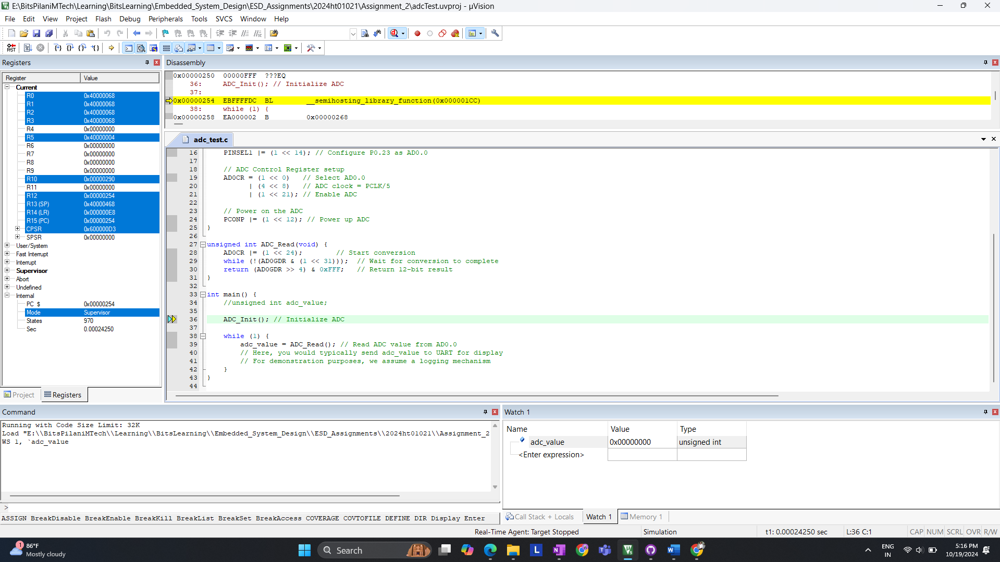 E:\BitsPilaniMTech\Learning\BitsLearning\Embedded_System_Design\ESD_Assignments\2024ht01021\Assignment_2\adcTest.uvproj - µVision
File Edit View Project Flash Debug Peripherals Tools SVCS Window Help
RST
Registers
Register Value
Current
R0 0x40000068
R1 0x40000068
R2 0x40000068
R3 0x40000068
R4 0x00000000
R5 0x40000004
R6 0x00000000
R7 0x00000000
R8 0x00000000
R9 0x00000000
R10 0x00000290
R11 0x00000000
R12 0x00000254
R13 (SP) 0x40000468
R14 (LR) 0x000000E8
R15 (PC) 0x00000254
CPSR 0x600000D3
SPSR 0x00000000
User/System
Fast Interrupt
Interrupt
Supervisor
Abort
Undefined
Internal
PC $ 0x00000254
Mode Supervisor
States 970
Sec 0.00024250
Project Registers
Disassembly
0x00000250 00000FFF ???EQ
36: ADC_Init(); // Initialize ADC
37:
0x00000254 EBFFFFDC BL __semihosting_library_function(0x000001CC)
38: while (1) {
0x00000258 EA000002 B 0x00000268
adc_test.c
16 PINSEL1 |= (1 << 14); // Configure P0.23 as AD0.0
17
18 // ADC Control Register setup
19 AD0CR = (1 << 0) // Select AD0.0
20 | (4 << 8) // ADC clock = PCLK/5
21 | (1 << 21); // Enable ADC
22
23 // Power on the ADC
24 PCONP |= (1 << 12); // Power up ADC
25 }
26
27 unsigned int ADC_Read(void) {
28 AD0CR |= (1 << 24); // Start conversion
29 while (!(AD0GDR & (1 << 31))); // Wait for conversion to complete
30 return (AD0GDR >> 4) & 0xFFF; // Return 12-bit result
31 }
32
33 int main() {
34 //unsigned int adc_value;
35
36 ADC_Init(); // Initialize ADC
37
38 while (1) {
39 adc_value = ADC_Read(); // Read ADC value from AD0.0
40 // Here, you would typically send adc_value to UART for display
41 // For demonstration purposes, we assume a logging mechanism
42 }
43 }
44
Command
Running with Code Size Limit: 32K
Load "E:\\BitsPilaniMTech\\Learning\\BitsLearning\\Embedded_System_Design\\ESD_Assignments\\2024ht01021\\Assignment_2
WS 1, `adc_value
>
ASSIGN BreakDisable BreakEnable BreakKill BreakList BreakSet BreakAccess COVERAGE COVTOFILE DEFINE DIR Display Enter
Watch 1
Name Value Type
adc_value 0x00000000 unsigned int
<Enter expression>
Call Stack + Locals Watch 1 Memory 1
Real-Time Agent: Target Stopped Simulation t1: 0.00024250 sec L:36 C:1 CAP NUM SCRL OVR R/W
1
86°F
Mostly cloudy
Search
L
ENG
IN
5:16 PM
10/19/2024